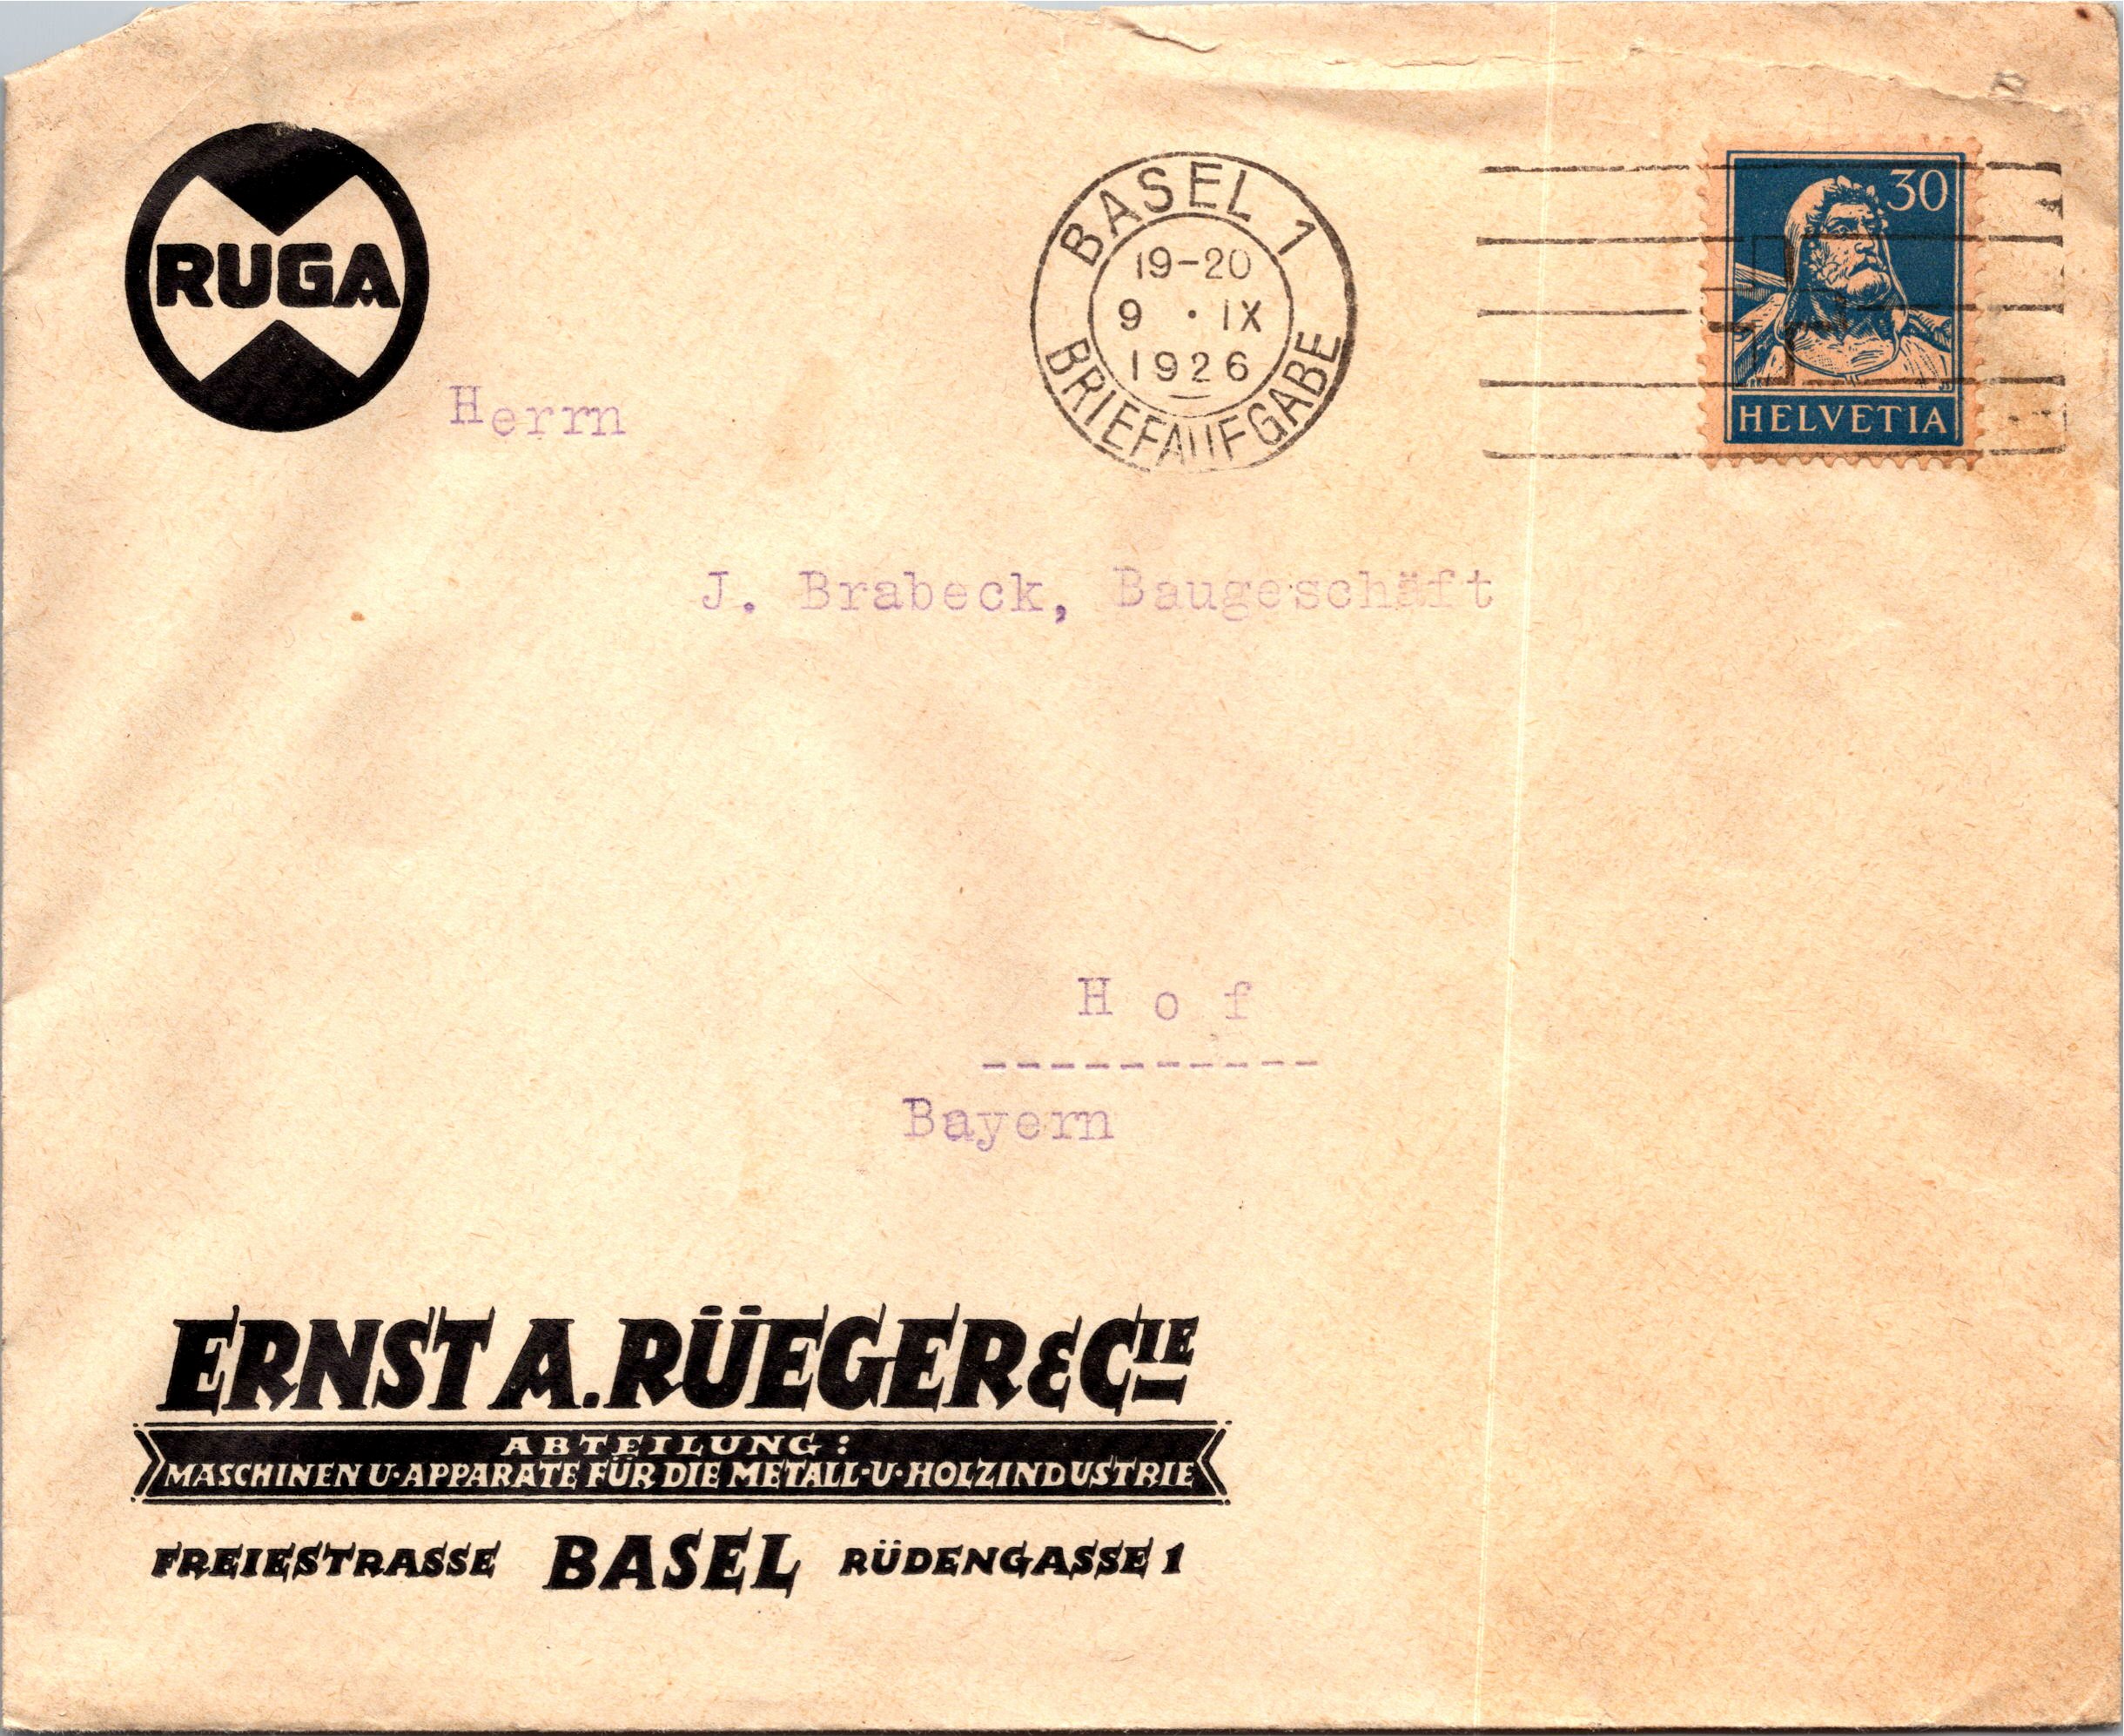 RUGA
BASEL 1
19-20
9 · IX
1926
BRIEFAUFGABE
30
HELVETIA
Herrn
J. Brabeck, Baugeschäft
H o f
----------
Bayern
ERNST A. RÜEGER & CIE
ABTEILUNG:
MASCHINEN U·APPARATE FÜR DIE METALL-U·HOLZINDUSTRIE
FREIESTRASSE BASEL RÜDENGASSE 1